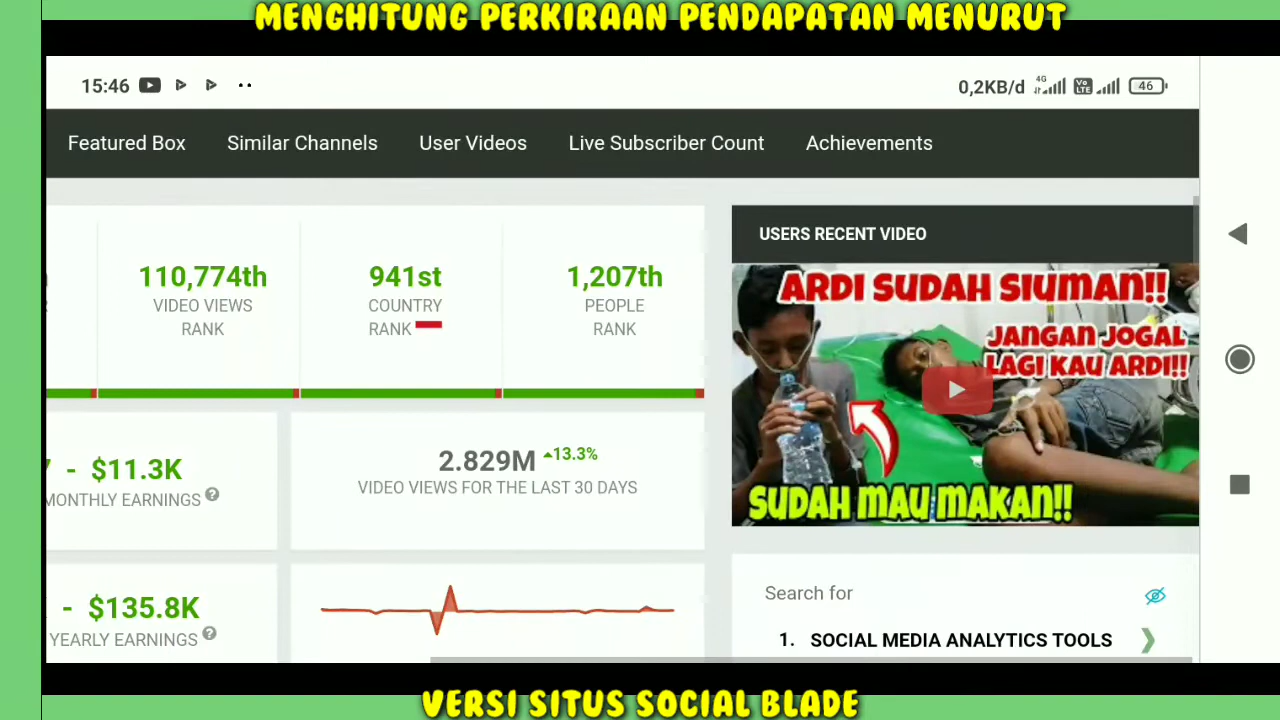 MENGHITUNG PERKIRAAN PENDAPATAN MENURUT
15:46
0,2KB/d 4G Vo LTE 46
Featured Box Similar Channels User Videos Live Subscriber Count Achievements
110,774th
VIDEO VIEWS
RANK
941st
COUNTRY
RANK
1,207th
PEOPLE
RANK
USERS RECENT VIDEO
ARDI SUDAH SIUMAN!!
JANGAN JOGAL
LAGI KAU ARDI!!
SUDAH MAU MAKAN!!
- $11.3K
MONTHLY EARNINGS ?
2.829M 13.3%
VIDEO VIEWS FOR THE LAST 30 DAYS
- $135.8K
YEARLY EARNINGS ?
Search for
1. SOCIAL MEDIA ANALYTICS TOOLS
VERSI SITUS SOCIAL BLADE